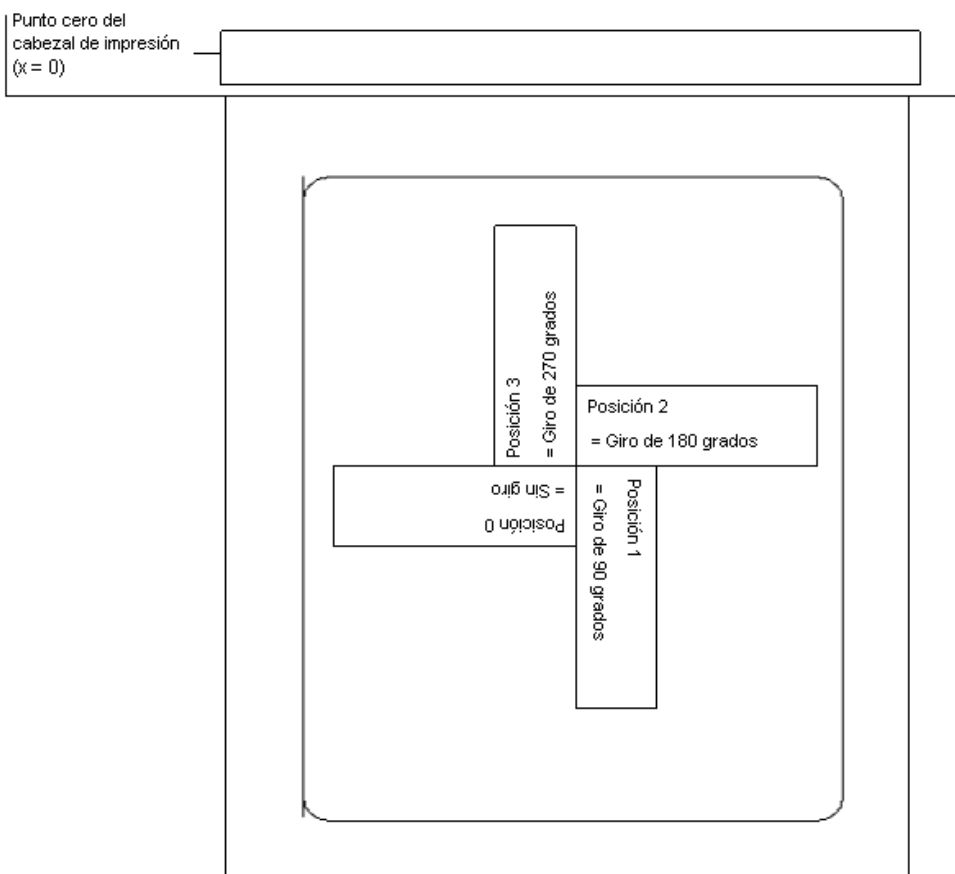 Punto cero del
cabezal de impresión
(x = 0)
Posición 3
= Giro de 270 grados
Posición 2
= Giro de 180 grados
Posición 0
= Sin giro
Posición 1
= Giro de 90 grados